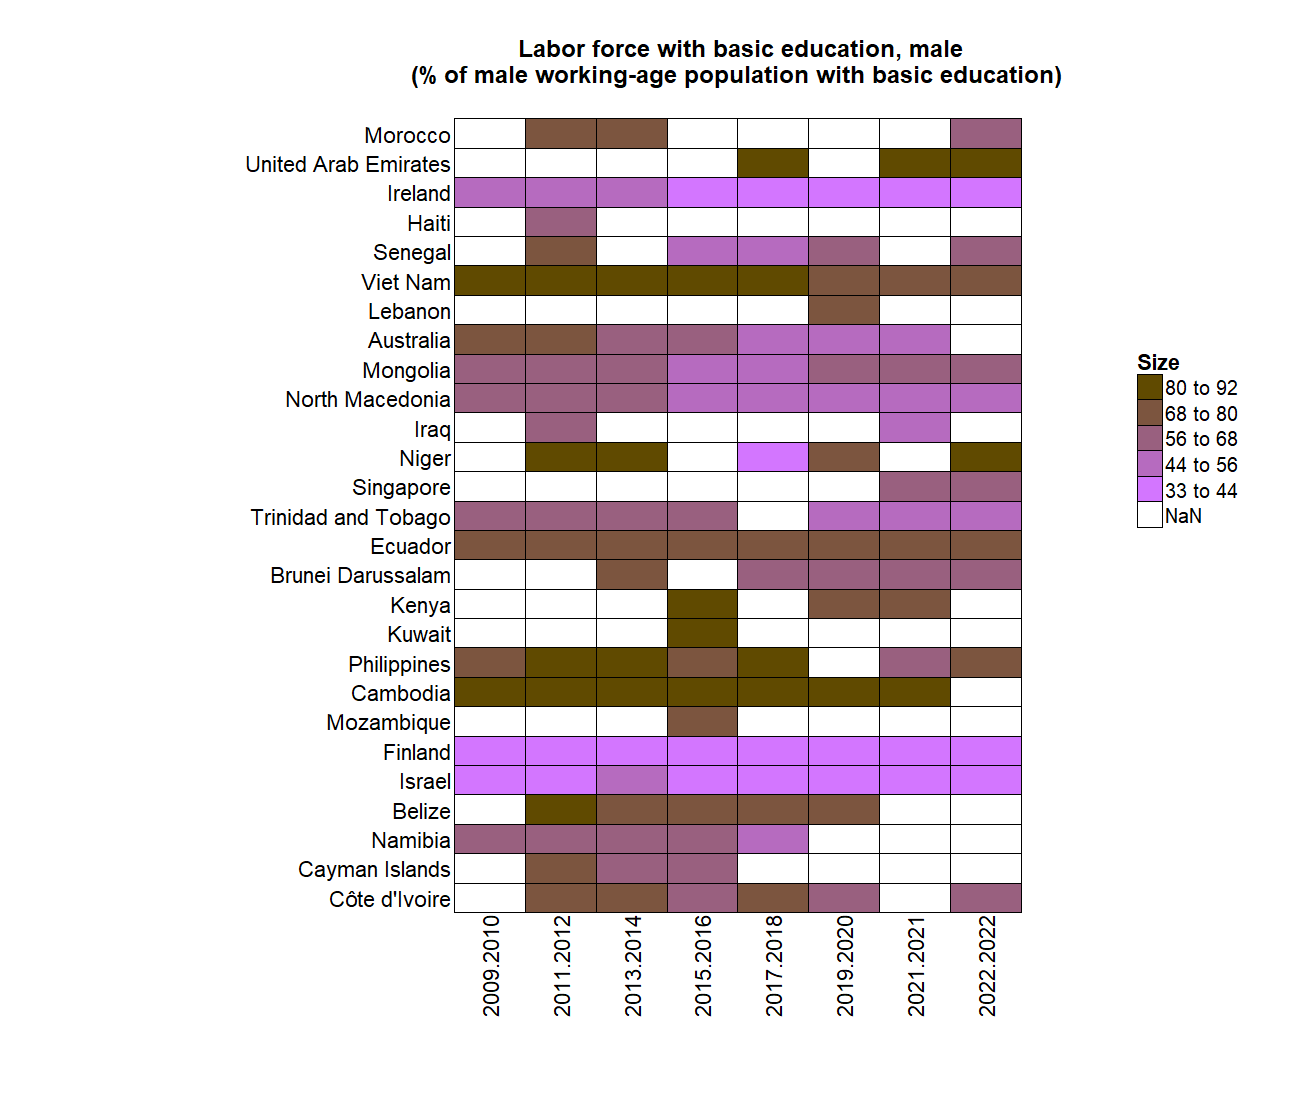 Labor force with basic education, male
(% of male working-age population with basic education)
Morocco
United Arab Emirates
Ireland
Haiti
Senegal
Viet Nam
Lebanon
Australia
Mongolia
North Macedonia
Iraq
Niger
Singapore
Trinidad and Tobago
Ecuador
Brunei Darussalam
Kenya
Kuwait
Philippines
Cambodia
Mozambique
Finland
Israel
Belize
Namibia
Cayman Islands
Côte d'Ivoire
2009.2010
2011.2012
2013.2014
2015.2016
2017.2018
2019.2020
2021.2021
2022.2022
Size
80 to 92
68 to 80
56 to 68
44 to 56
33 to 44
NaN